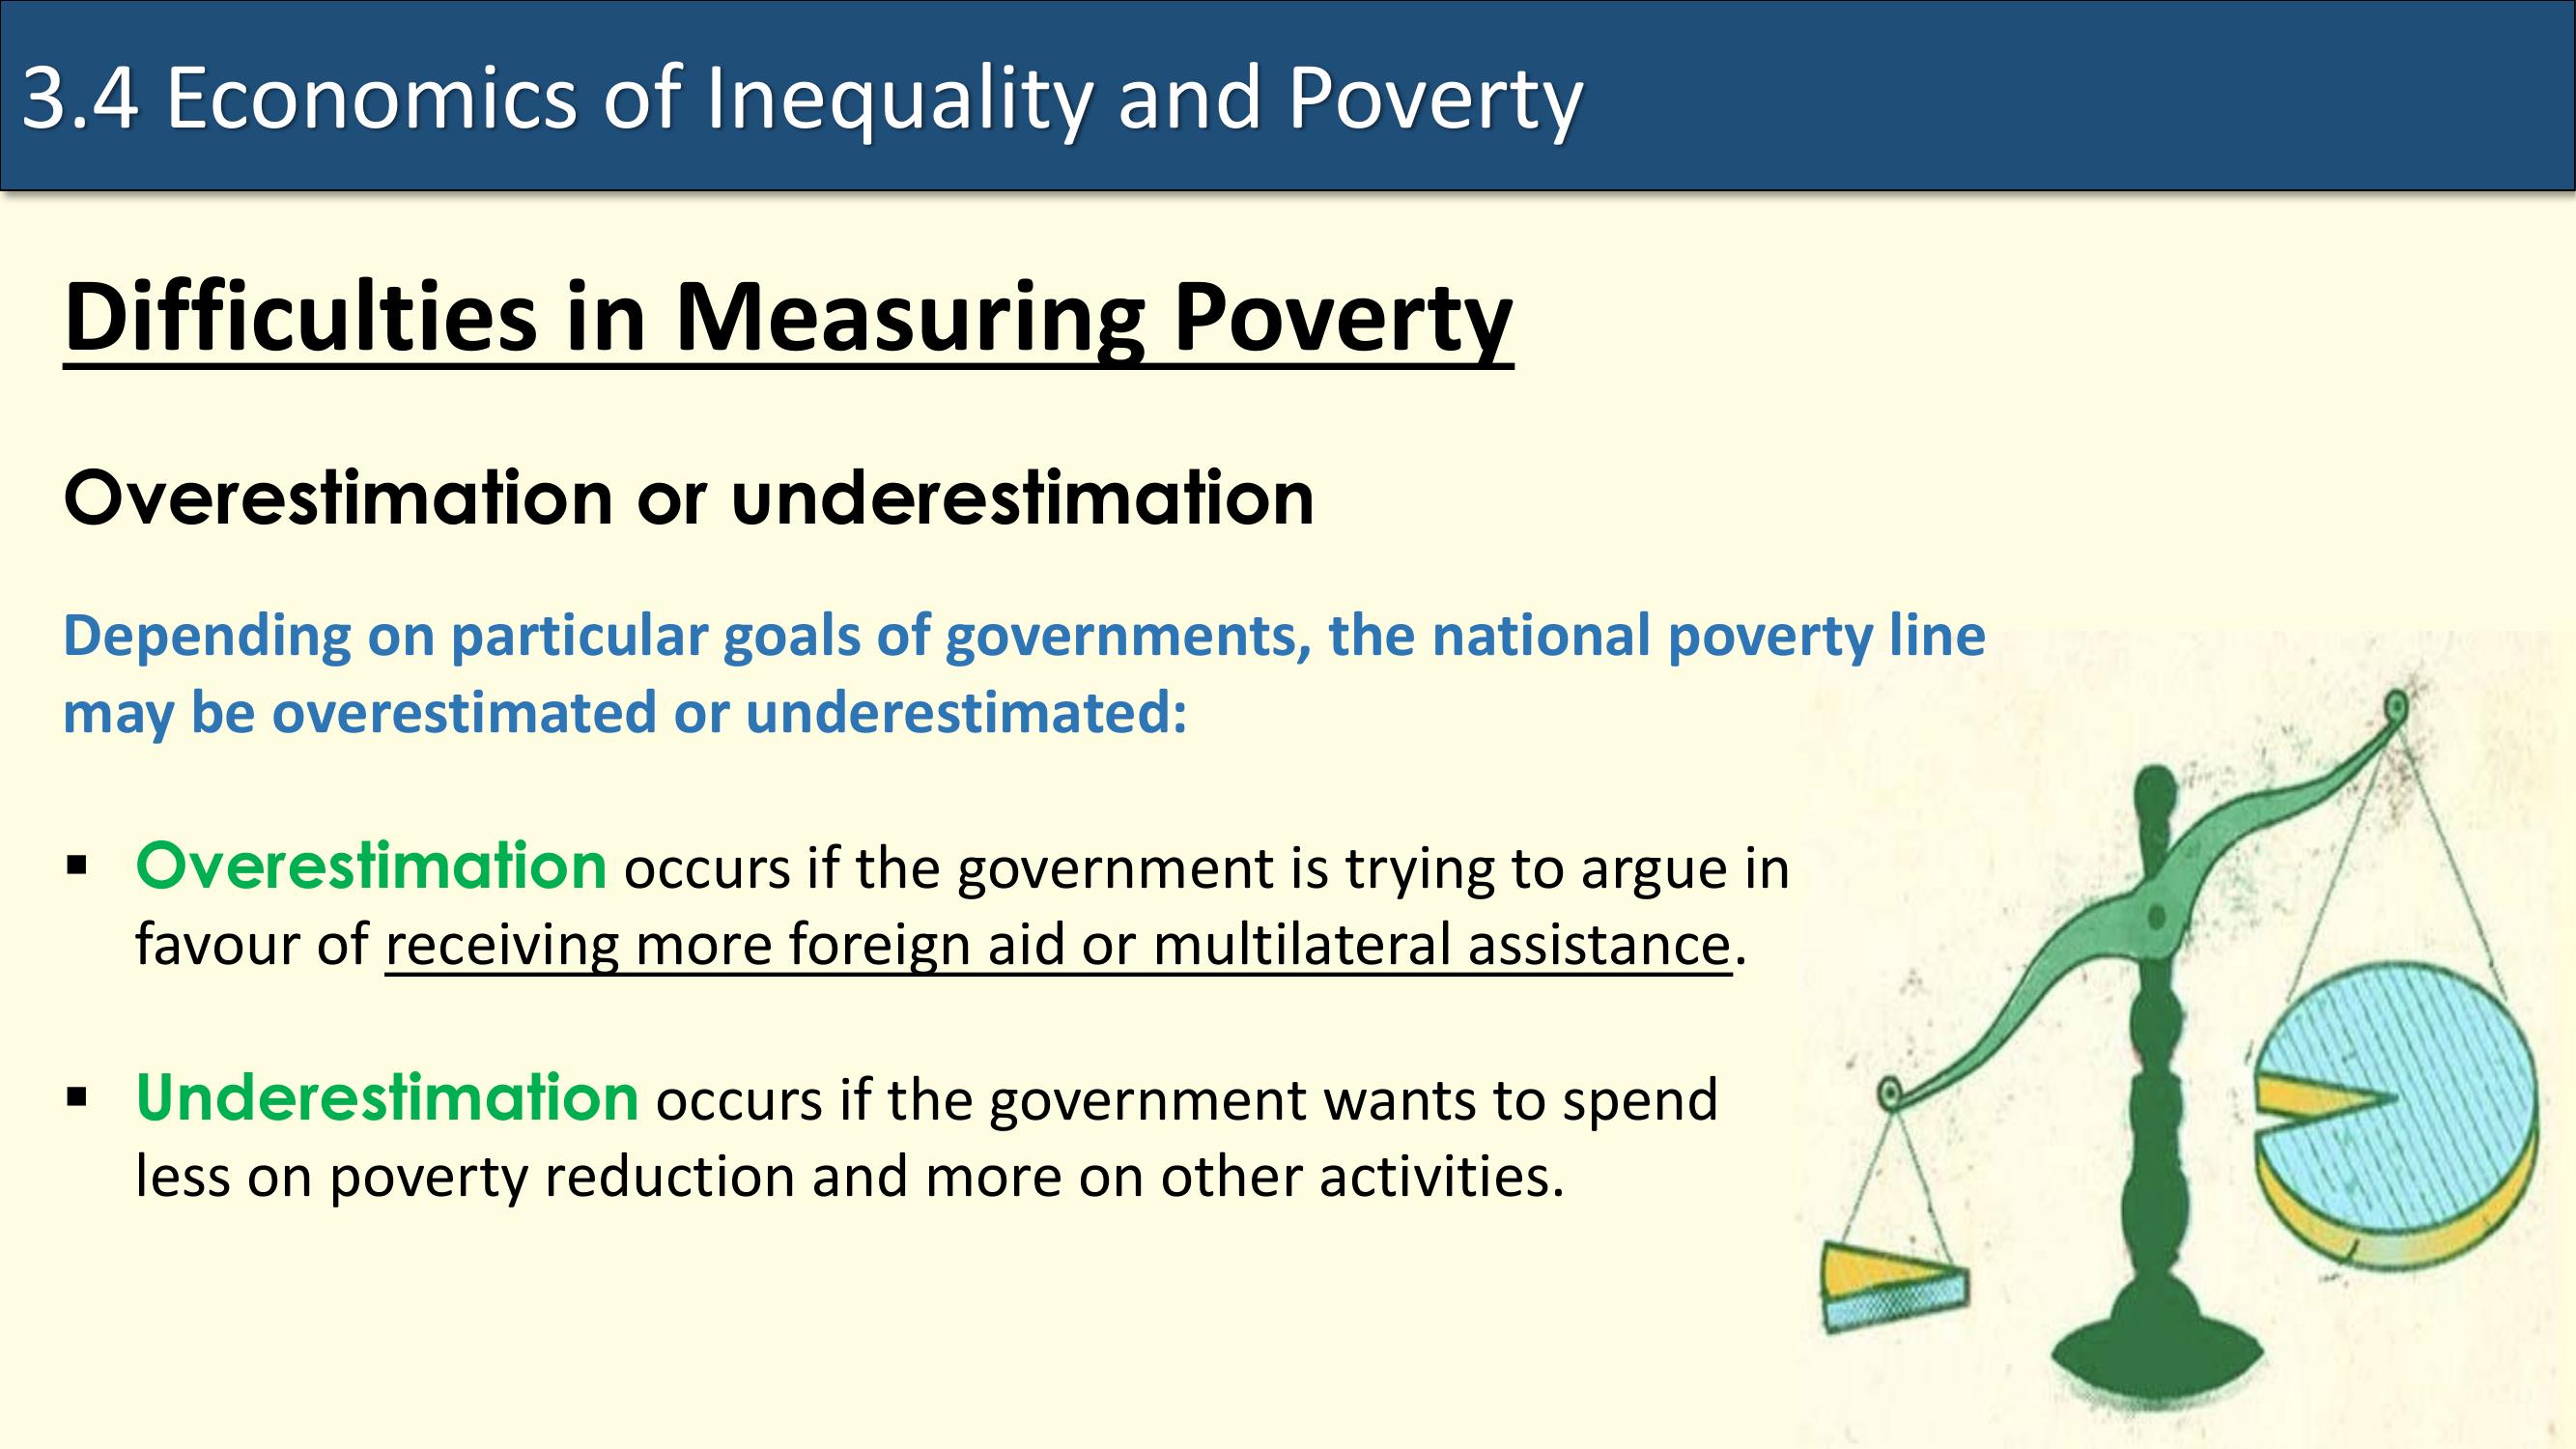 3.4 Economics of Inequality and Poverty
Difficulties in Measuring Poverty
Overestimation or underestimation
Depending on particular goals of governments, the national poverty line
may be overestimated or underestimated:
▪ Overestimation occurs if the government is trying to argue in
favour of receiving more foreign aid or multilateral assistance.
▪ Underestimation occurs if the government wants to spend
less on poverty reduction and more on other activities.